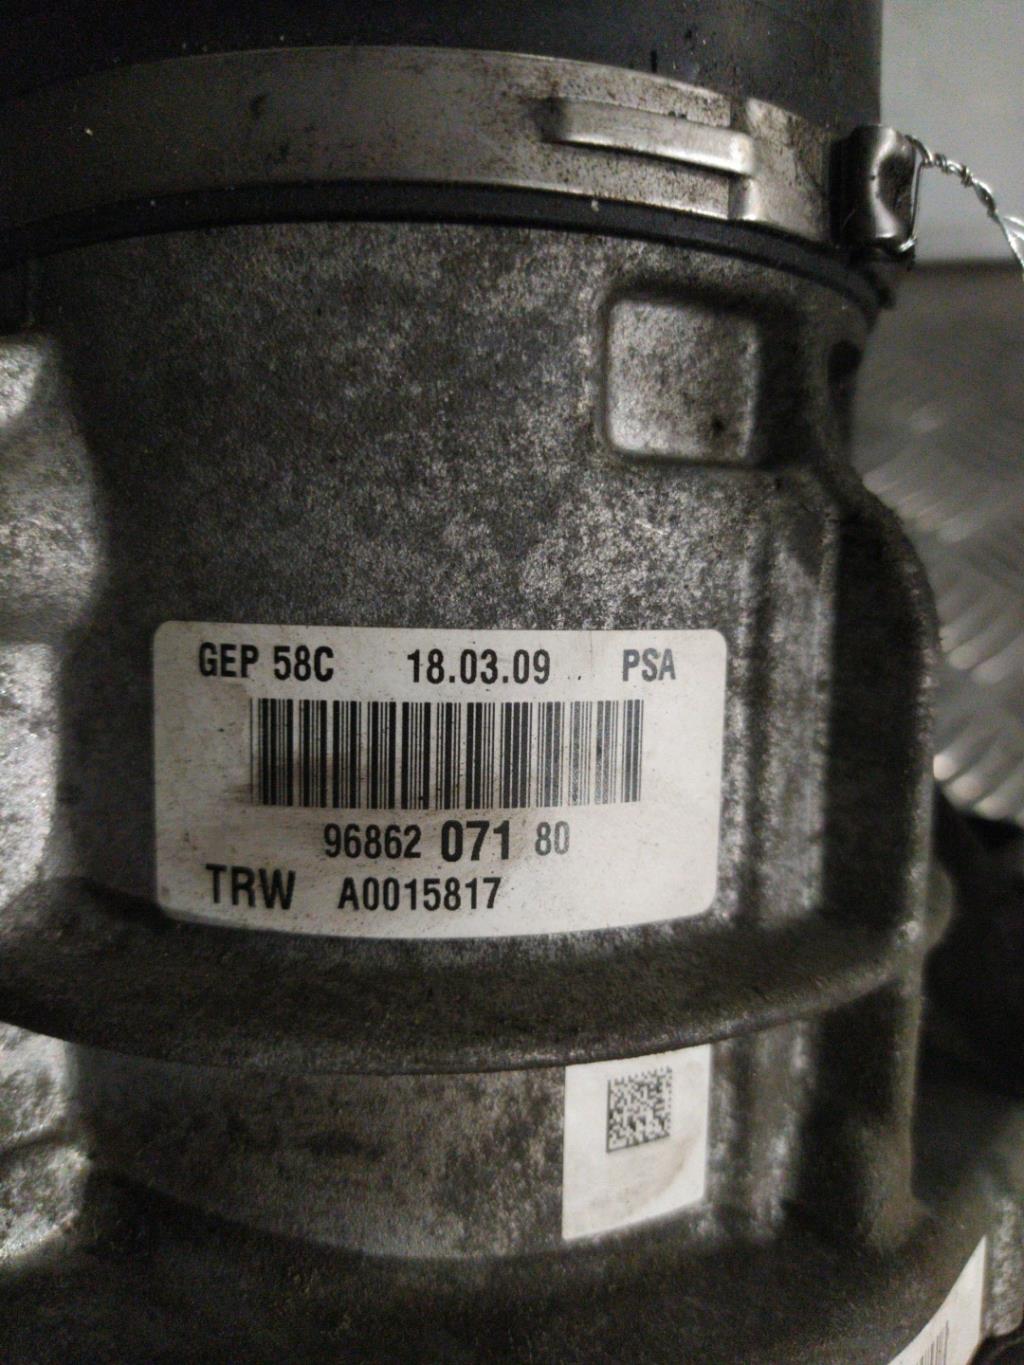 GEP 58C 18.03.09 PSA
96862 071 80
TRW A0015817